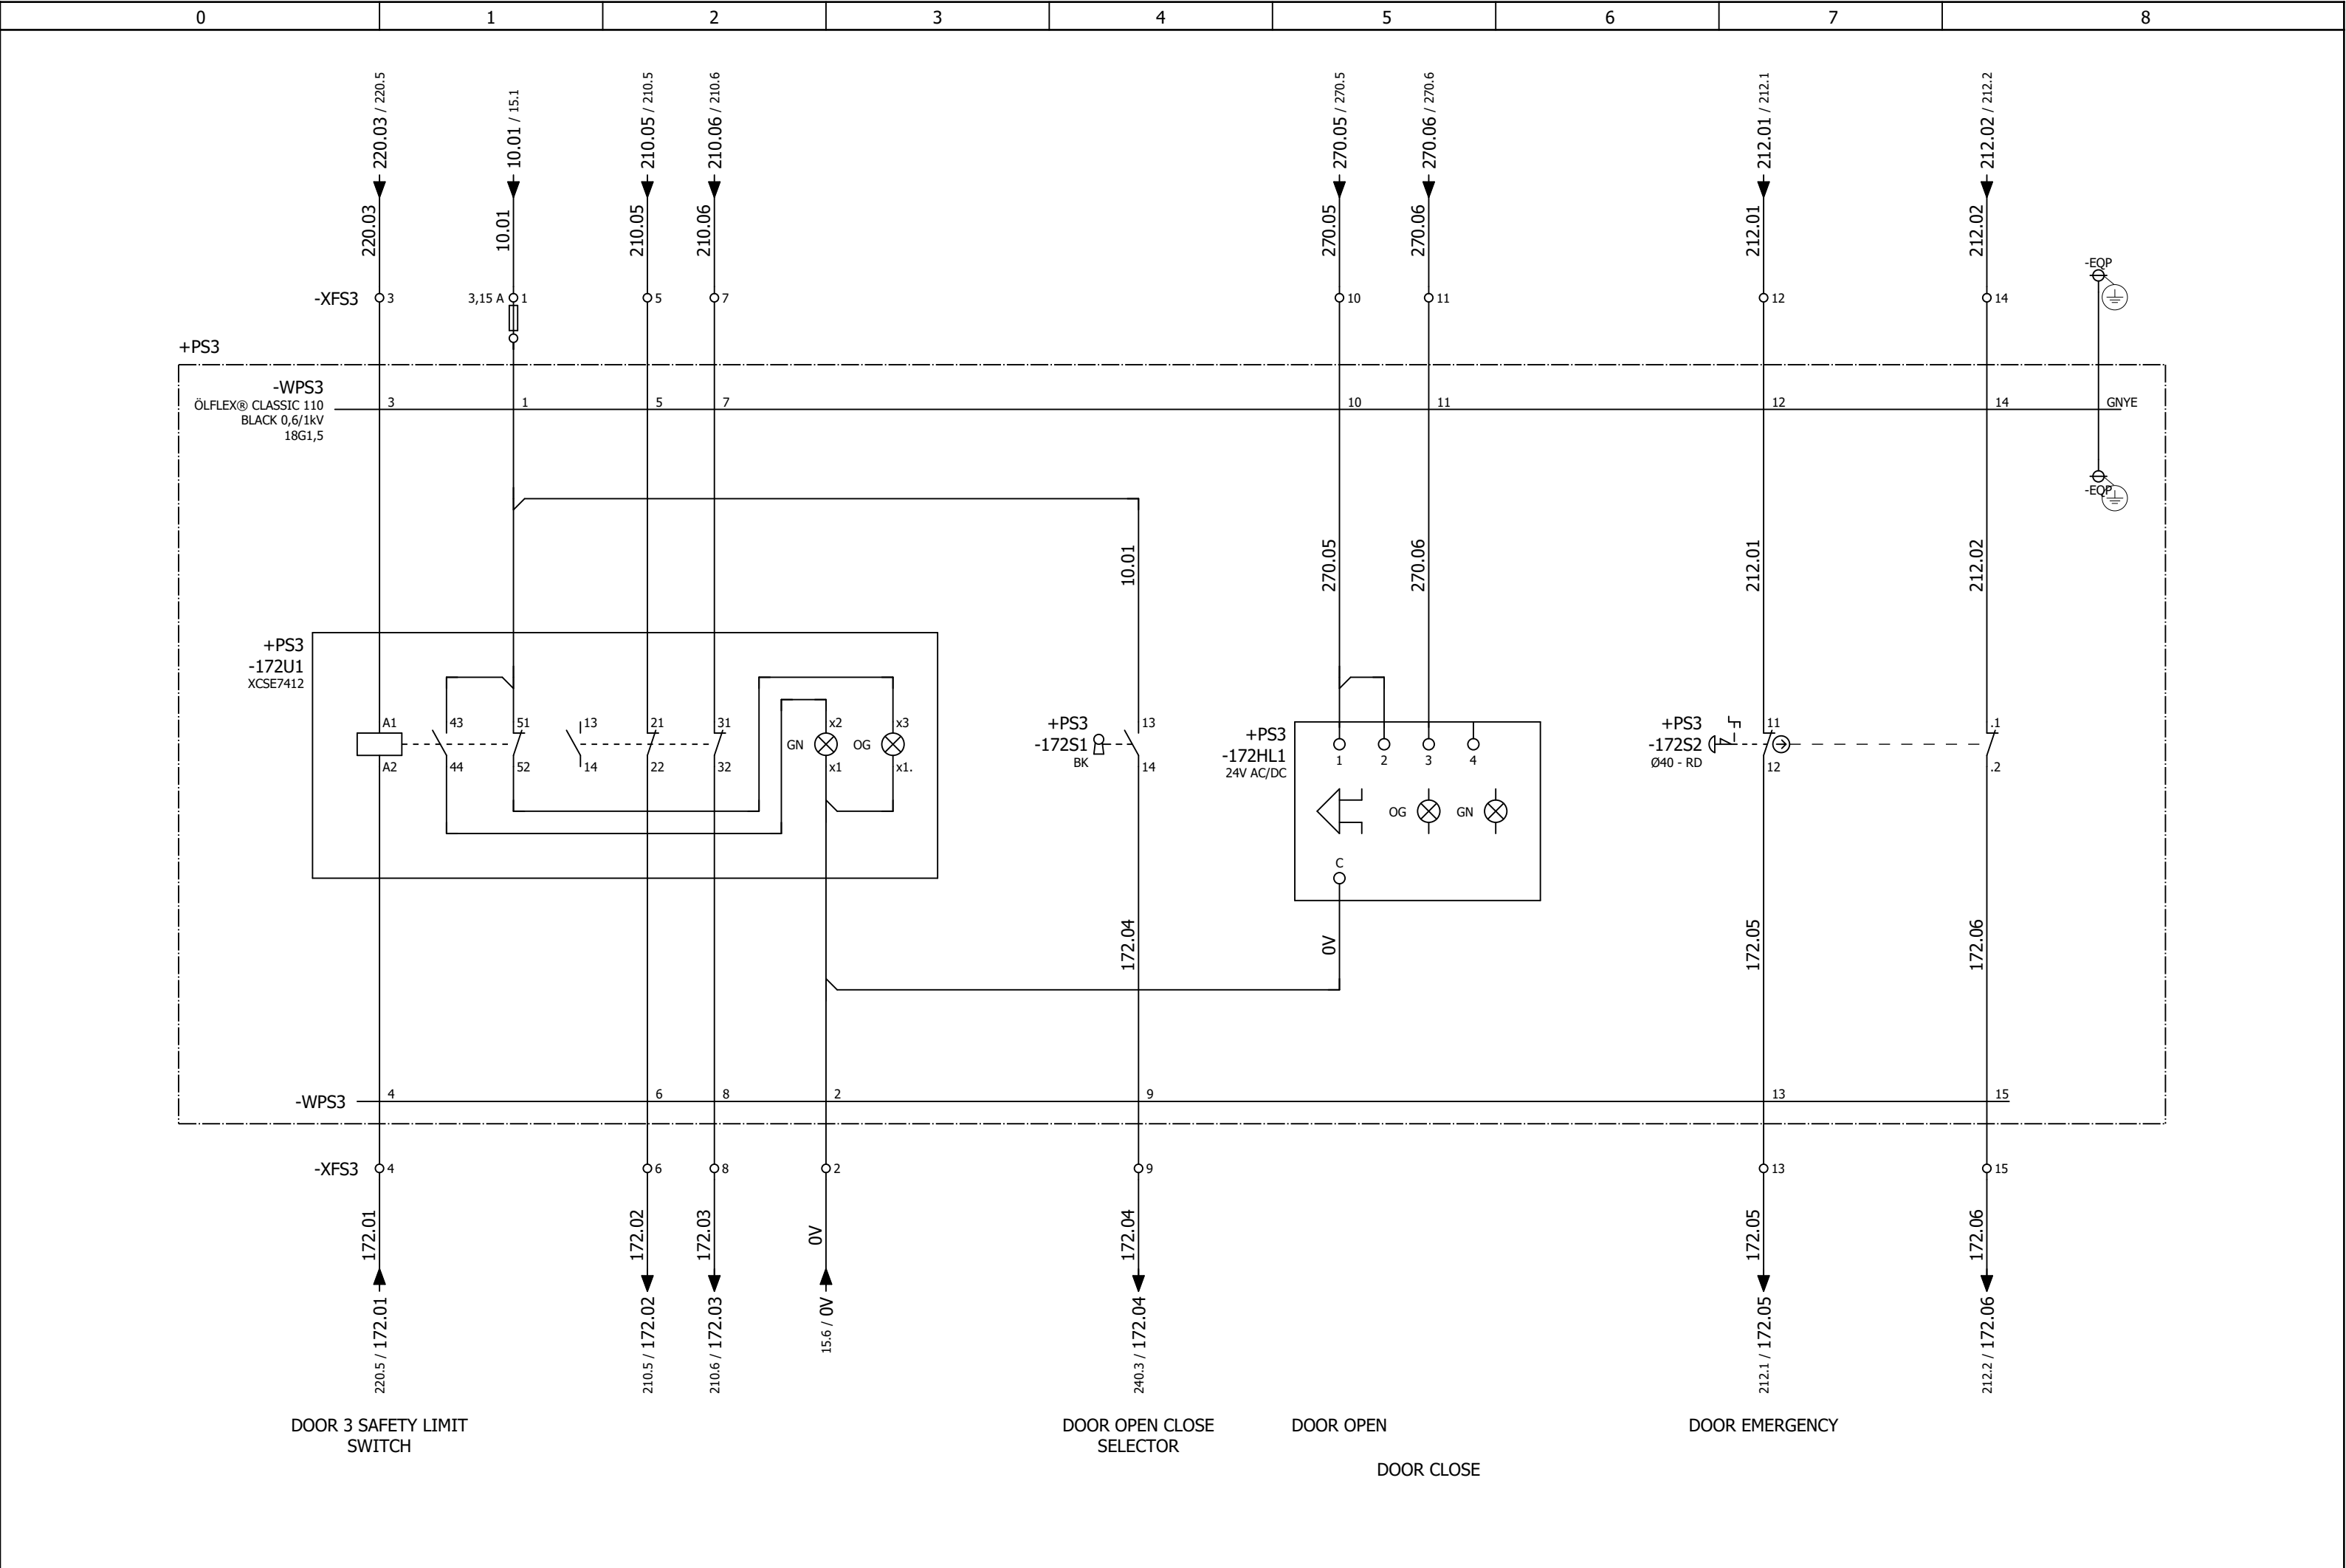 0 1 2 3 4 5 6 7 8
220.03 / 220.5
10.01 / 15.1
210.05 / 210.5
210.06 / 210.6
270.05 / 270.5
270.06 / 270.6
212.01 / 212.1
212.02 / 212.2
220.03
10.01
210.05
210.06
270.05
270.06
212.01
212.02
-EQP
-XFS3 3 3,15 A 1 5 7 10 11 12 14
+PS3
-WPS3
ÖLFLEX® CLASSIC 110
BLACK 0,6/1kV
18G1,5
3 1 5 7 10 11 12 14 GNYE
-EQP
10.01
270.05
270.06
212.01
212.02
+PS3
-172U1
XCSE7412
A1 43 51 13 21 31 x2 x3
GN OG
A2 44 52 14 22 32 x1 x1.
+PS3
-172S1
BK
13
14
+PS3
-172HL1
24V AC/DC
1 2 3 4
OG GN
C
+PS3
-172S2
Ø40 - RD
11
12
.1
.2
172.04
0V
172.05
172.06
-WPS3 4 6 8 2 9 13 15
-XFS3 4 6 8 2 9 13 15
172.01
172.02
172.03
0V
172.04
172.05
172.06
220.5 / 172.01
210.5 / 172.02
210.6 / 172.03
15.6 / 0V
240.3 / 172.04
212.1 / 172.05
212.2 / 172.06
DOOR 3 SAFETY LIMIT
SWITCH
DOOR OPEN CLOSE
SELECTOR
DOOR OPEN
DOOR CLOSE
DOOR EMERGENCY